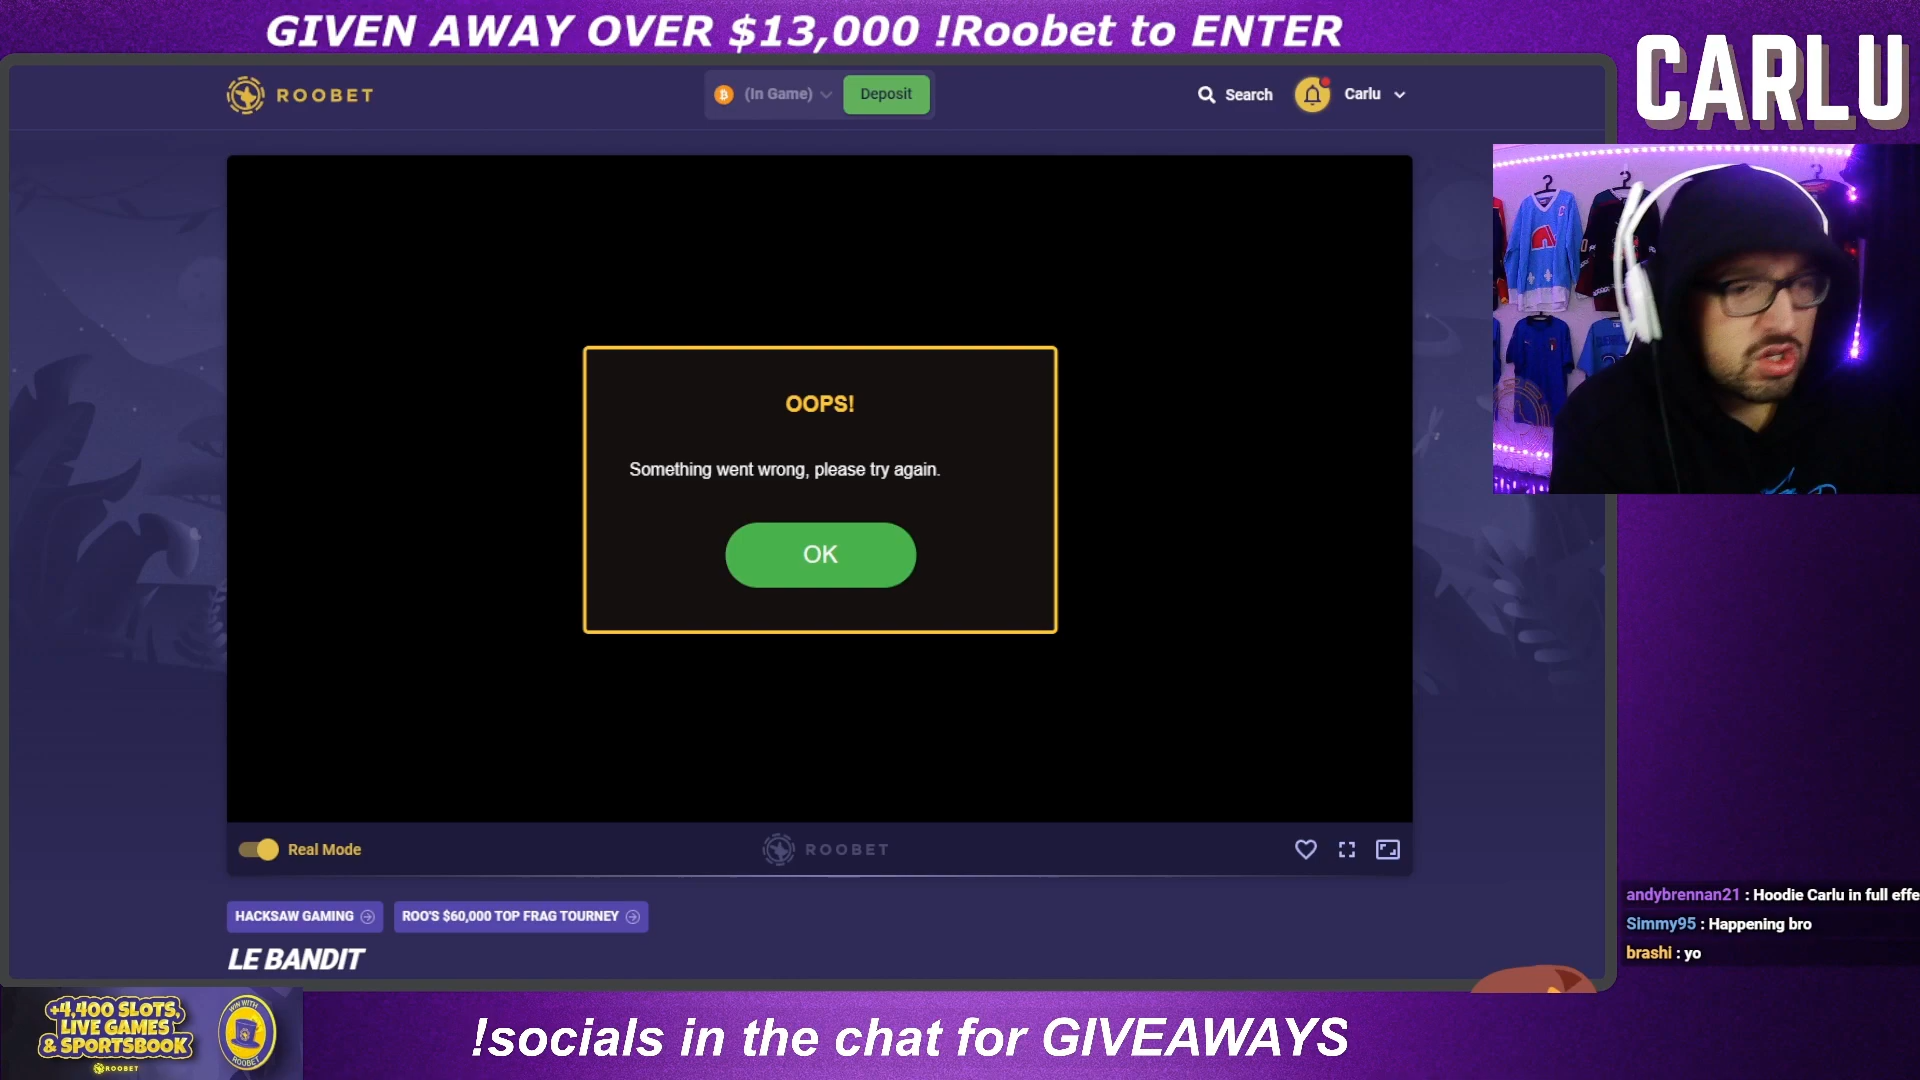 GIVEN AWAY OVER $13,000 !Roobet to ENTER
CARLU
ROOBET
(In Game)
Deposit
Search
Carlu
OOPS!
Something went wrong, please try again.
OK
Real Mode
ROOBET
HACKSAW GAMING
ROO'S $60,000 TOP FRAG TOURNEY
LE BANDIT
andybrennan21 : Hoodie Carlu in full effe
Simmy95 : Happening bro
brashi : yo
+4,400 SLOTS,
LIVE GAMES
& SPORTSBOOK
ROOBET
WIN WITH
ROOBET
!socials in the chat for GIVEAWAYS